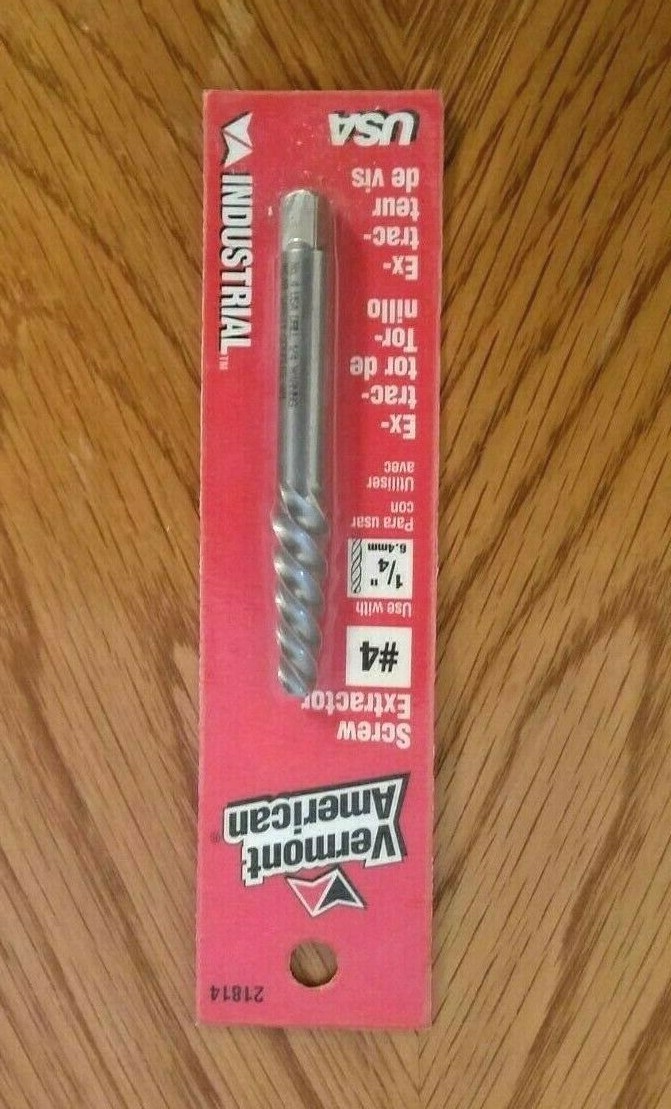 21814
Vermont
American®
Screw
Extractor
#4
Use with
1/4"
6.4mm
Para usar
con
Utiliser
avec
Ex-
trac-
tor de
Tor-
nillo
Ex-
trac-
teur
de vis
USA
INDUSTRIAL™